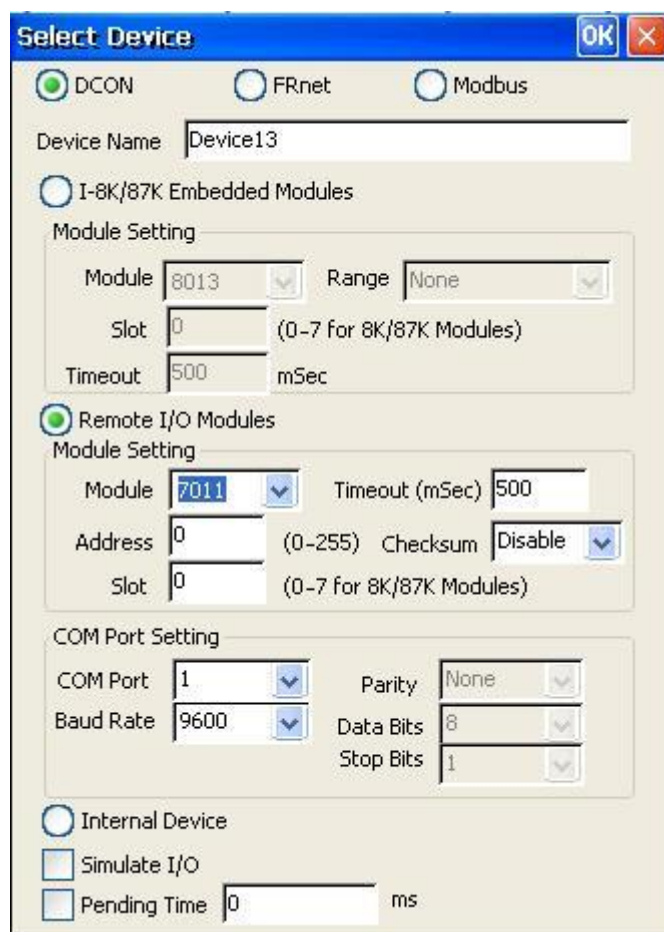 Select Device OK
DCON FRnet Modbus
Device Name Device13
I-8K/87K Embedded Modules
Module Setting
Module 8013 Range None
Slot 0 (0-7 for 8K/87K Modules)
Timeout 500 mSec
Remote I/O Modules
Module Setting
Module 7011 Timeout (mSec) 500
Address 0 (0-255) Checksum Disable
Slot 0 (0-7 for 8K/87K Modules)
COM Port Setting
COM Port 1 Parity None
Baud Rate 9600 Data Bits 8
Stop Bits 1
Internal Device
Simulate I/O
Pending Time 0 ms